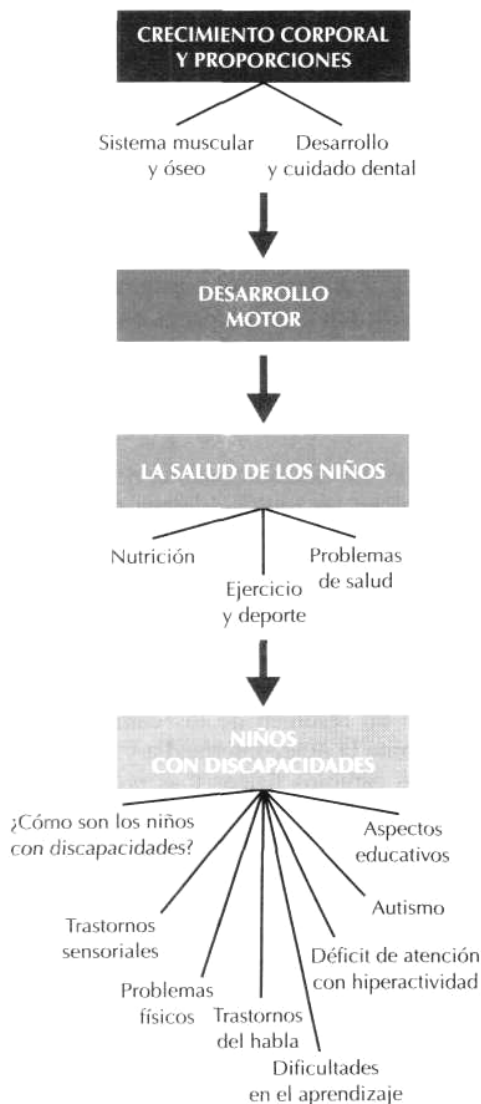 CRECIMIENTO CORPORAL
Y PROPORCIONES
Sistema muscular
y óseo
Desarrollo
y cuidado dental
DESARROLLO
MOTOR
LA SALUD DE LOS NIÑOS
Nutrición
Ejercicio
y deporte
Problemas
de salud
NIÑOS
CON DISCAPACIDADES
¿Cómo son los niños
con discapacidades?
Trastornos
sensoriales
Problemas
físicos
Trastornos
del habla
Dificultades
en el aprendizaje
Déficit de atención
con hiperactividad
Autismo
Aspectos
educativos